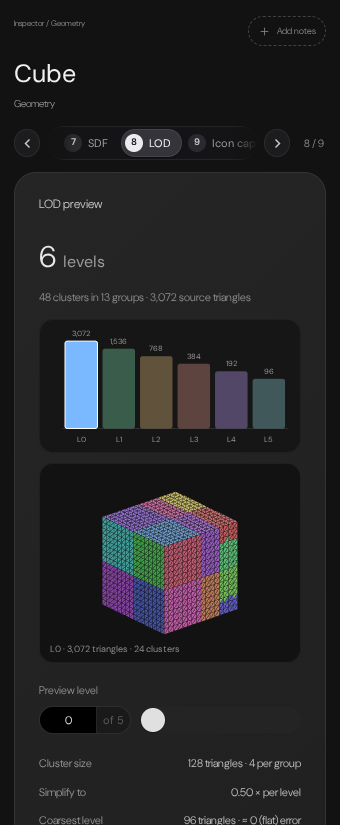 Inspector / Geometry
+ Add notes
Cube
Geometry
7 SDF
8 LOD
9 Icon cap
8 / 9
LOD preview
6 levels
48 clusters in 13 groups · 3,072 source triangles
3,072
1,536
768
384
192
96
L0 L1 L2 L3 L4 L5
L0 · 3,072 triangles · 24 clusters
Preview level
0 of 5
Cluster size 128 triangles · 4 per group
Simplify to 0.50 × per level
Coarsest level 96 triangles · ≈ 0 (flat) error